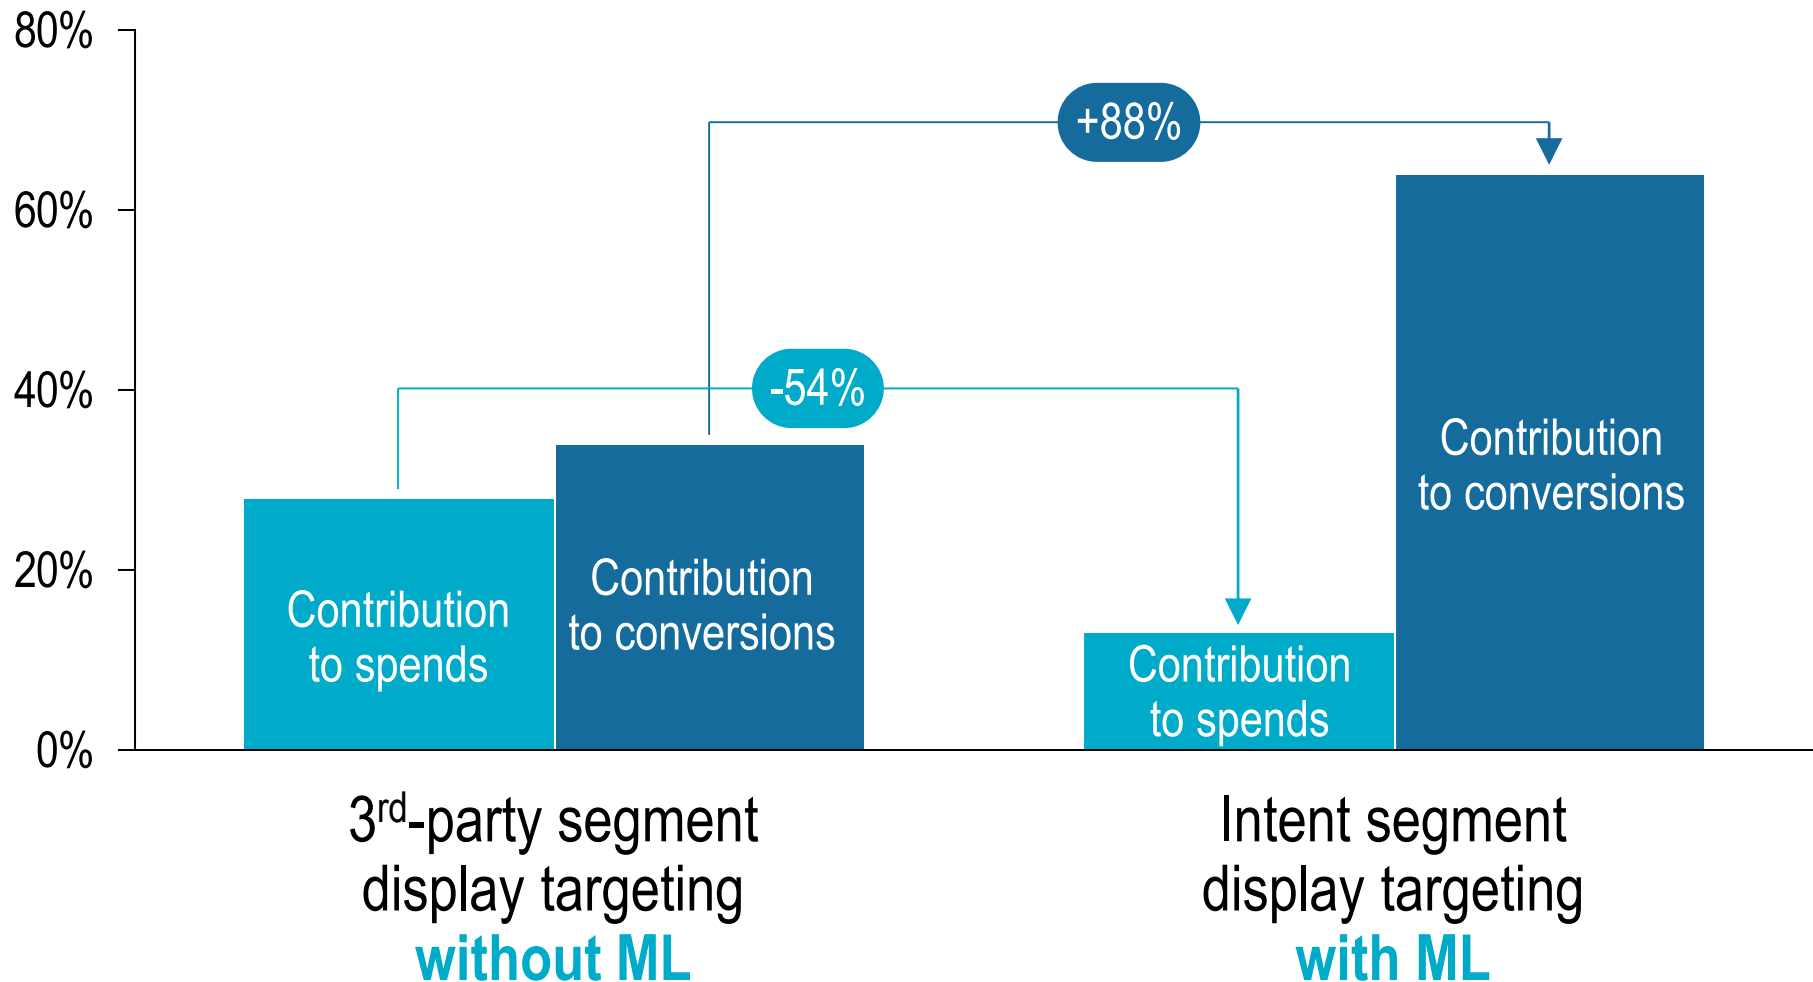 80%
60%
40%
20%
0%
+88%
-54%
Contribution
to spends
Contribution
to conversions
Contribution
to spends
Contribution
to conversions
3rd-party segment
display targeting
without ML
Intent segment
display targeting
with ML